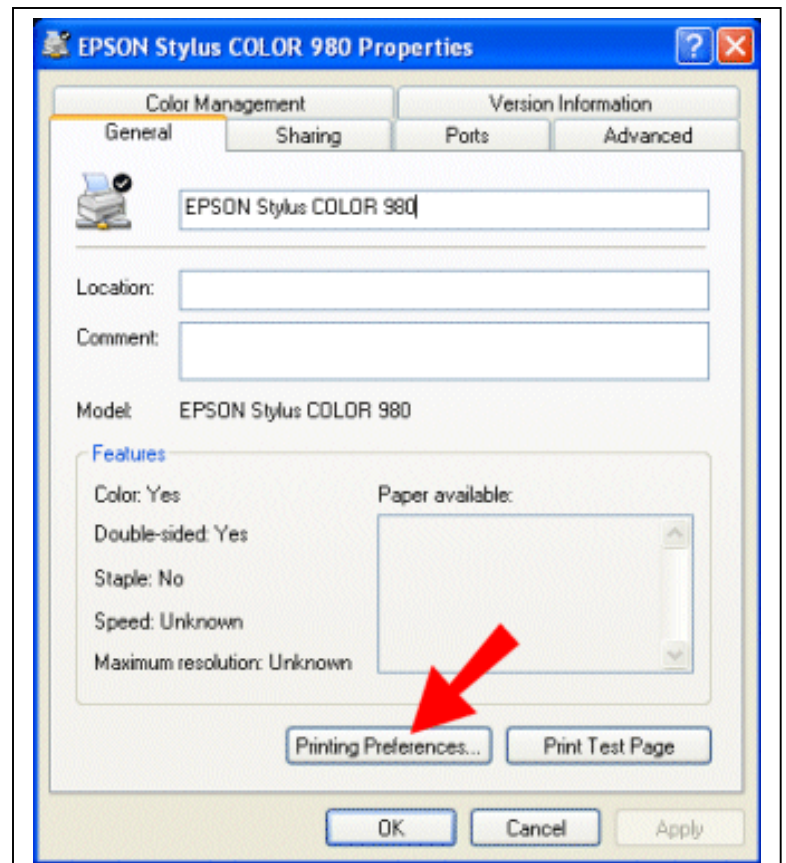 EPSON Stylus COLOR 980 Properties
Color Management Version Information
General Sharing Ports Advanced
EPSON Stylus COLOR 980
Location:
Comment:
Model: EPSON Stylus COLOR 980
Features
Color: Yes Paper available:
Double-sided: Yes
Staple: No
Speed: Unknown
Maximum resolution: Unknown
Printing Preferences... Print Test Page
OK Cancel Apply